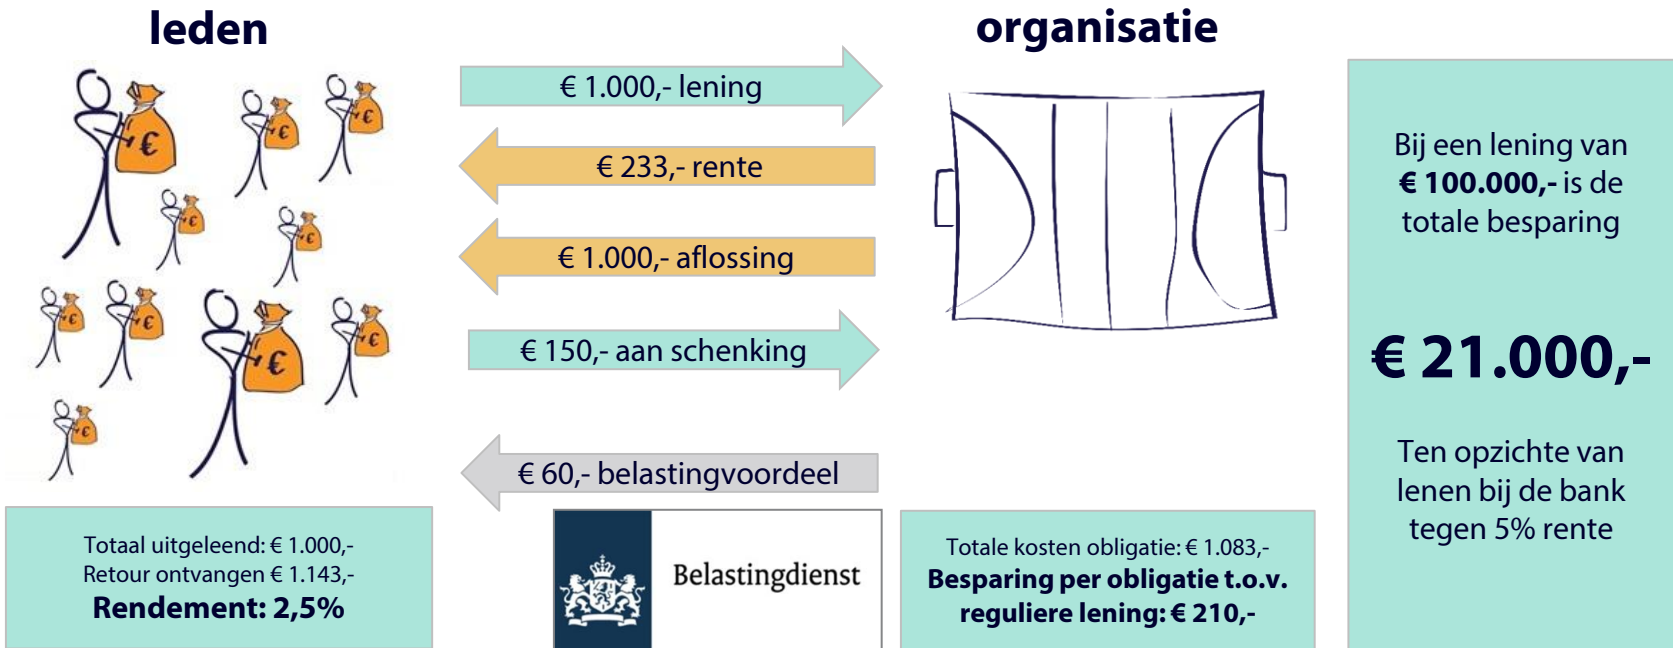 leden
organisatie
€ 1.000,- lening
€ 233,- rente
€ 1.000,- aflossing
€ 150,- aan schenking
€ 60,- belastingvoordeel
Totaal uitgeleend: € 1.000,-
Retour ontvangen € 1.143,-
Rendement: 2,5%
Belastingdienst
Totale kosten obligatie: € 1.083,-
Besparing per obligatie t.o.v.
reguliere lening: € 210,-
Bij een lening van
€ 100.000,- is de
totale besparing
€ 21.000,-
Ten opzichte van
lenen bij de bank
tegen 5% rente
€
€
€
€
€
€
€
€
€
€